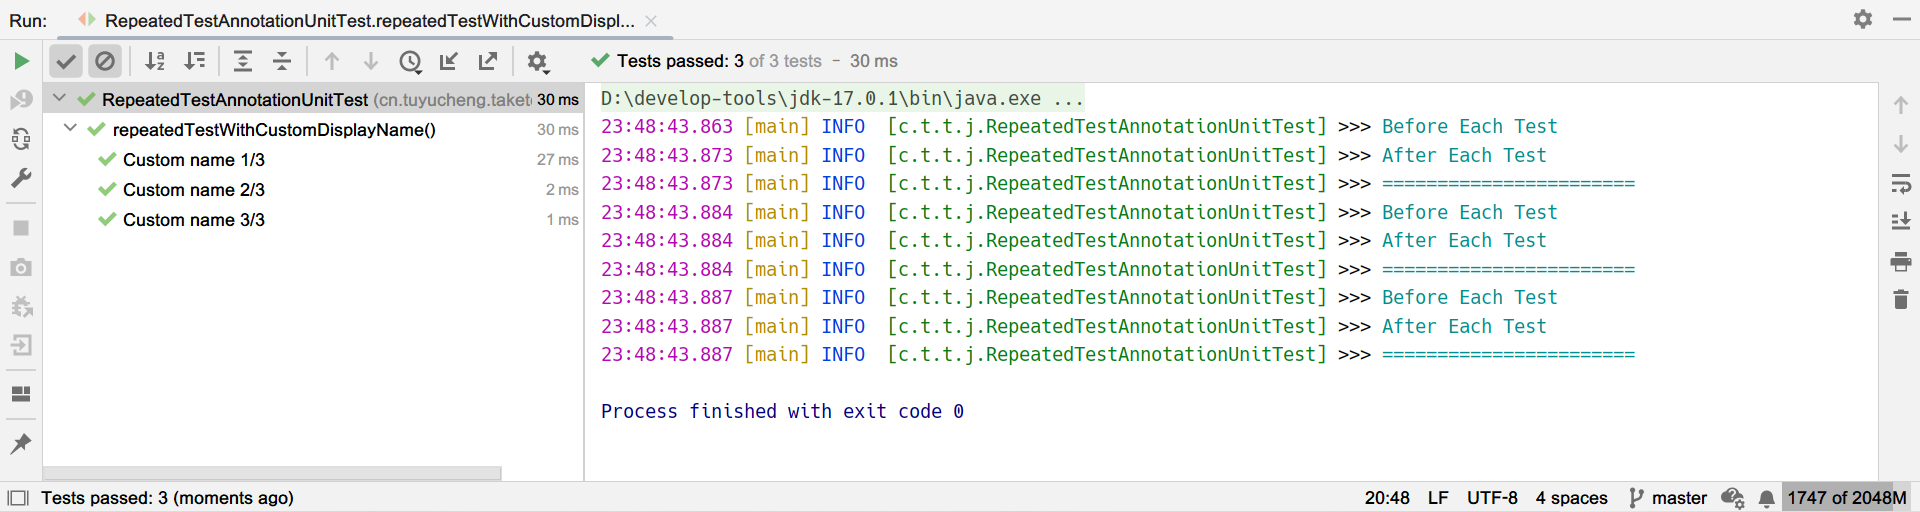 Run: RepeatedTestAnnotationUnitTest.repeatedTestWithCustomDispl...
Tests passed: 3 of 3 tests – 30 ms
RepeatedTestAnnotationUnitTest (cn.tuyucheng.taket 30 ms
repeatedTestWithCustomDisplayName() 30 ms
Custom name 1/3 27 ms
Custom name 2/3 2 ms
Custom name 3/3 1 ms
D:\develop-tools\jdk-17.0.1\bin\java.exe ...
23:48:43.863 [main] INFO  [c.t.t.j.RepeatedTestAnnotationUnitTest] >>> Before Each Test
23:48:43.873 [main] INFO  [c.t.t.j.RepeatedTestAnnotationUnitTest] >>> After Each Test
23:48:43.873 [main] INFO  [c.t.t.j.RepeatedTestAnnotationUnitTest] >>> =======================
23:48:43.884 [main] INFO  [c.t.t.j.RepeatedTestAnnotationUnitTest] >>> Before Each Test
23:48:43.884 [main] INFO  [c.t.t.j.RepeatedTestAnnotationUnitTest] >>> After Each Test
23:48:43.884 [main] INFO  [c.t.t.j.RepeatedTestAnnotationUnitTest] >>> =======================
23:48:43.887 [main] INFO  [c.t.t.j.RepeatedTestAnnotationUnitTest] >>> Before Each Test
23:48:43.887 [main] INFO  [c.t.t.j.RepeatedTestAnnotationUnitTest] >>> After Each Test
23:48:43.887 [main] INFO  [c.t.t.j.RepeatedTestAnnotationUnitTest] >>> =======================
Process finished with exit code 0
Tests passed: 3 (moments ago) 20:48 LF UTF-8 4 spaces master 1747 of 2048M